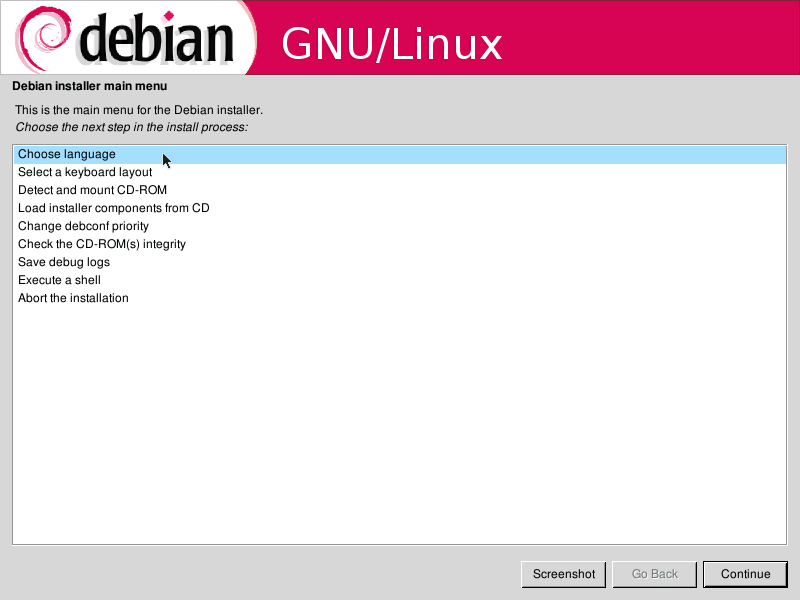 debian GNU/Linux
Debian installer main menu
This is the main menu for the Debian installer.
Choose the next step in the install process:
Choose language
Select a keyboard layout
Detect and mount CD-ROM
Load installer components from CD
Change debconf priority
Check the CD-ROM(s) integrity
Save debug logs
Execute a shell
Abort the installation
Screenshot Go Back Continue